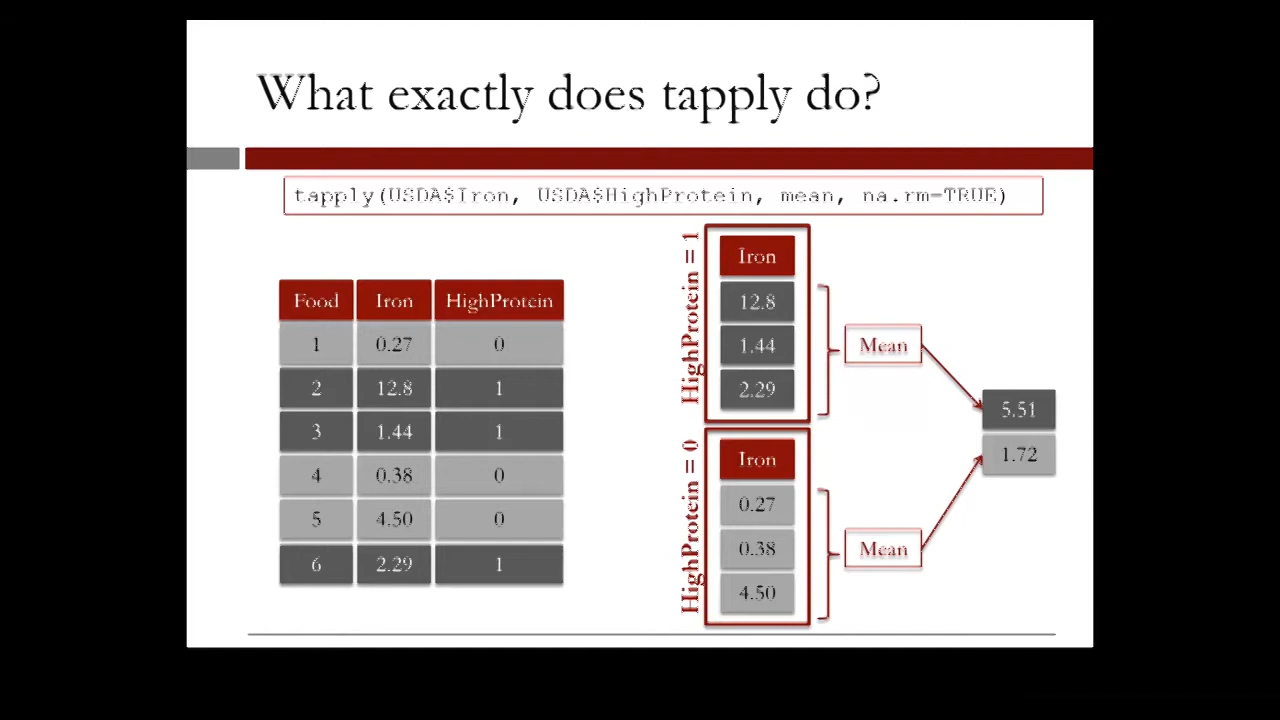 What exactly does tapply do?
tapply(USDA$Iron, USDA$HighProtein, mean, na.rm=TRUE)
Food Iron HighProtein
1 0.27 0
2 12.8 1
3 1.44 1
4 0.38 0
5 4.50 0
6 2.29 1
HighProtein = 1
Iron
12.8
1.44
2.29
Mean
HighProtein = 0
Iron
0.27
0.38
4.50
Mean
5.51
1.72